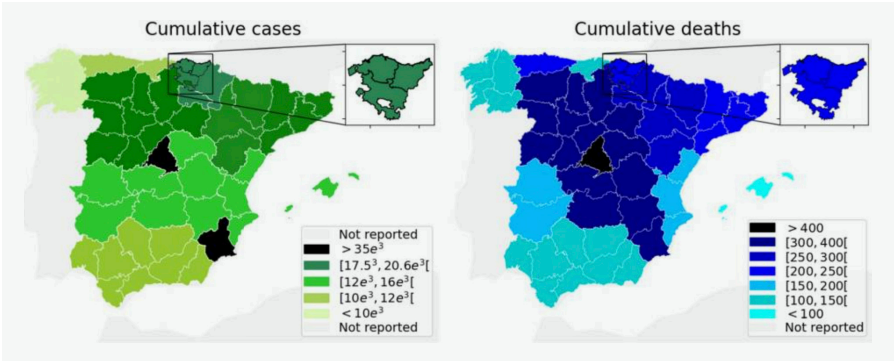 Cumulative cases
Cumulative deaths
Not reported
> 35e³
[17.5³, 20.6e³[
[12e³, 16e³[
[10e³, 12e³[
< 10e³
Not reported
> 400
[300, 400[
[250, 300[
[200, 250[
[150, 200[
[100, 150[
< 100
Not reported